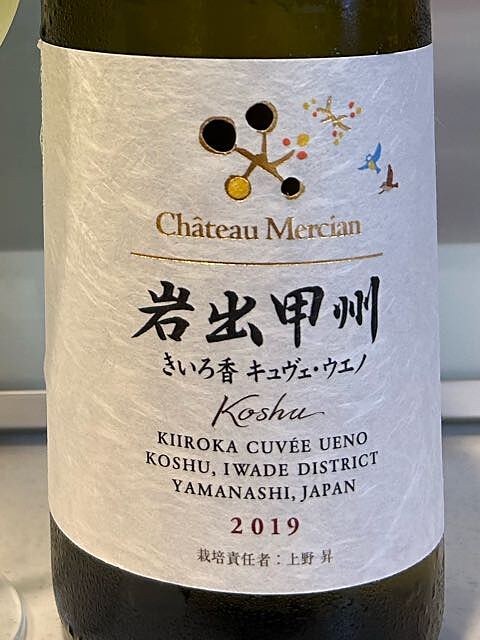 Château Mercian
岩出甲州
きいろ香 キュヴェ・ウエノ
Koshu
KIIROKA CUVÉE UENO
KOSHU, IWADE DISTRICT
YAMANASHI, JAPAN
2019
栽培責任者：上野 昇